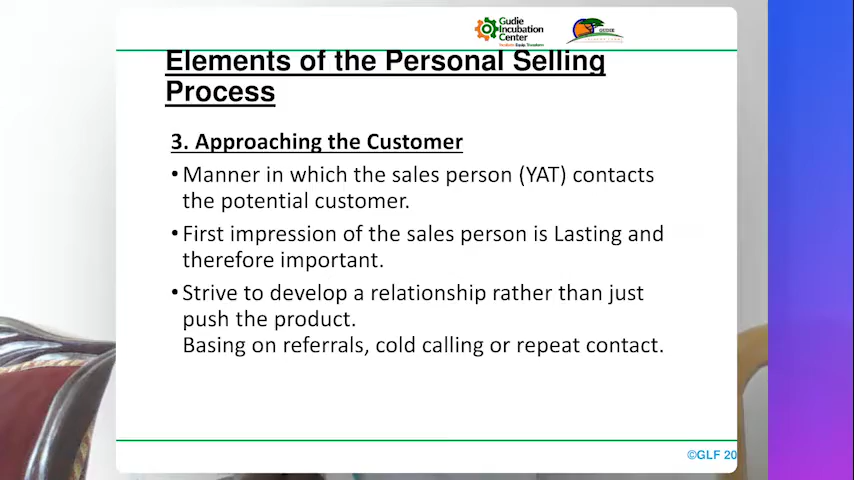 Gudie
Incubation
Center
GUDIE
Elements of the Personal Selling
Process
3. Approaching the Customer
•Manner in which the sales person (YAT) contacts
the potential customer.
•First impression of the sales person is Lasting and
therefore important.
•Strive to develop a relationship rather than just
push the product.
Basing on referrals, cold calling or repeat contact.
©GLF 20